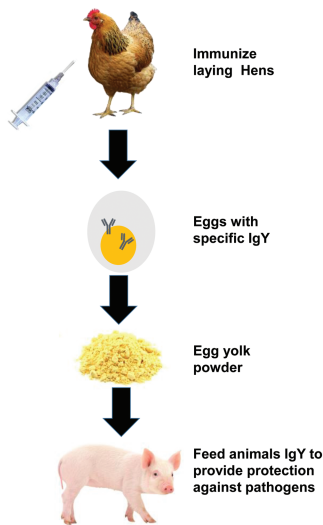 Immunize
laying Hens
Eggs with
specific IgY
Egg yolk
powder
Feed animals IgY to
provide protection
against pathogens